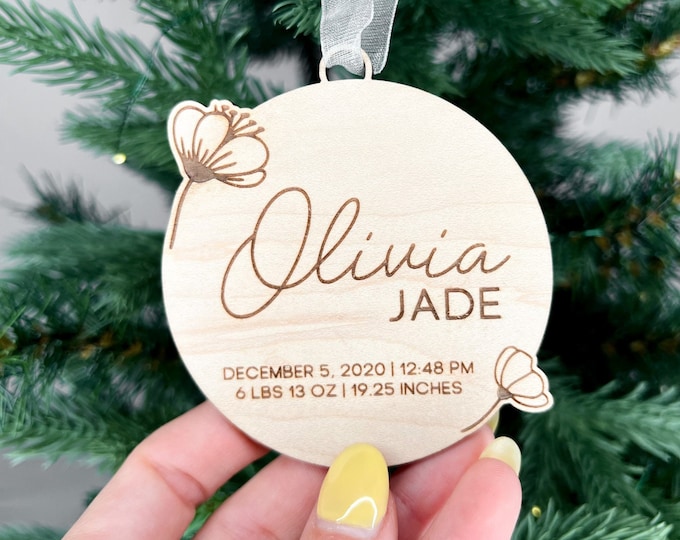 Olivia
JADE
DECEMBER 5, 2020 | 12:48 PM
6 LBS 13 OZ | 19.25 INCHES